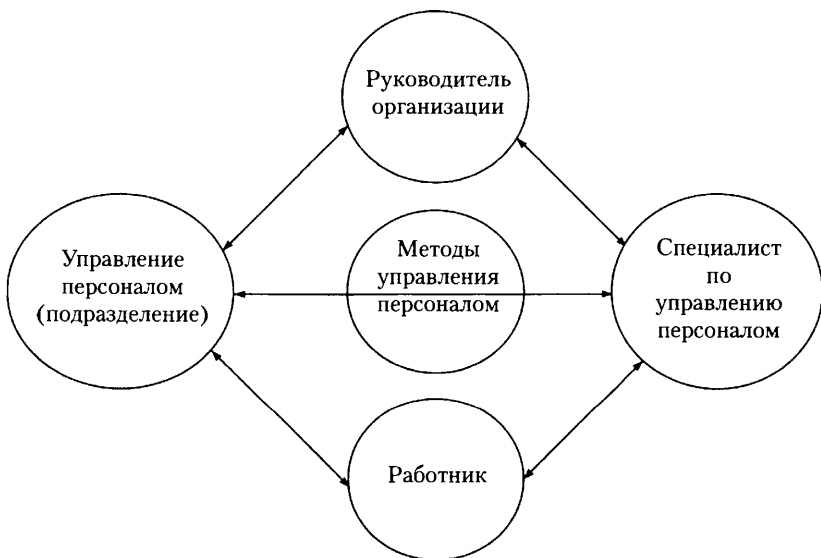 Руководитель
организации
Управление
персоналом
(подразделение)
Методы
управления
персоналом
Специалист
по
управлению
персоналом
Работник